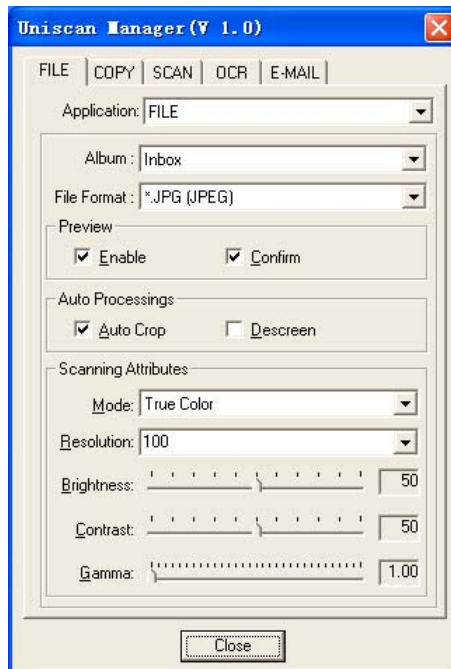 Uniscan Manager(V 1.0)
FILE COPY SCAN OCR E-MAIL
Application: FILE
Album : Inbox
File Format : *.JPG (JPEG)
Preview
Enable Confirm
Auto Processings
Auto Crop Descreen
Scanning Attributes
Mode: True Color
Resolution: 100
Brightness: 50
Contrast: 50
Gamma: 1.00
Close